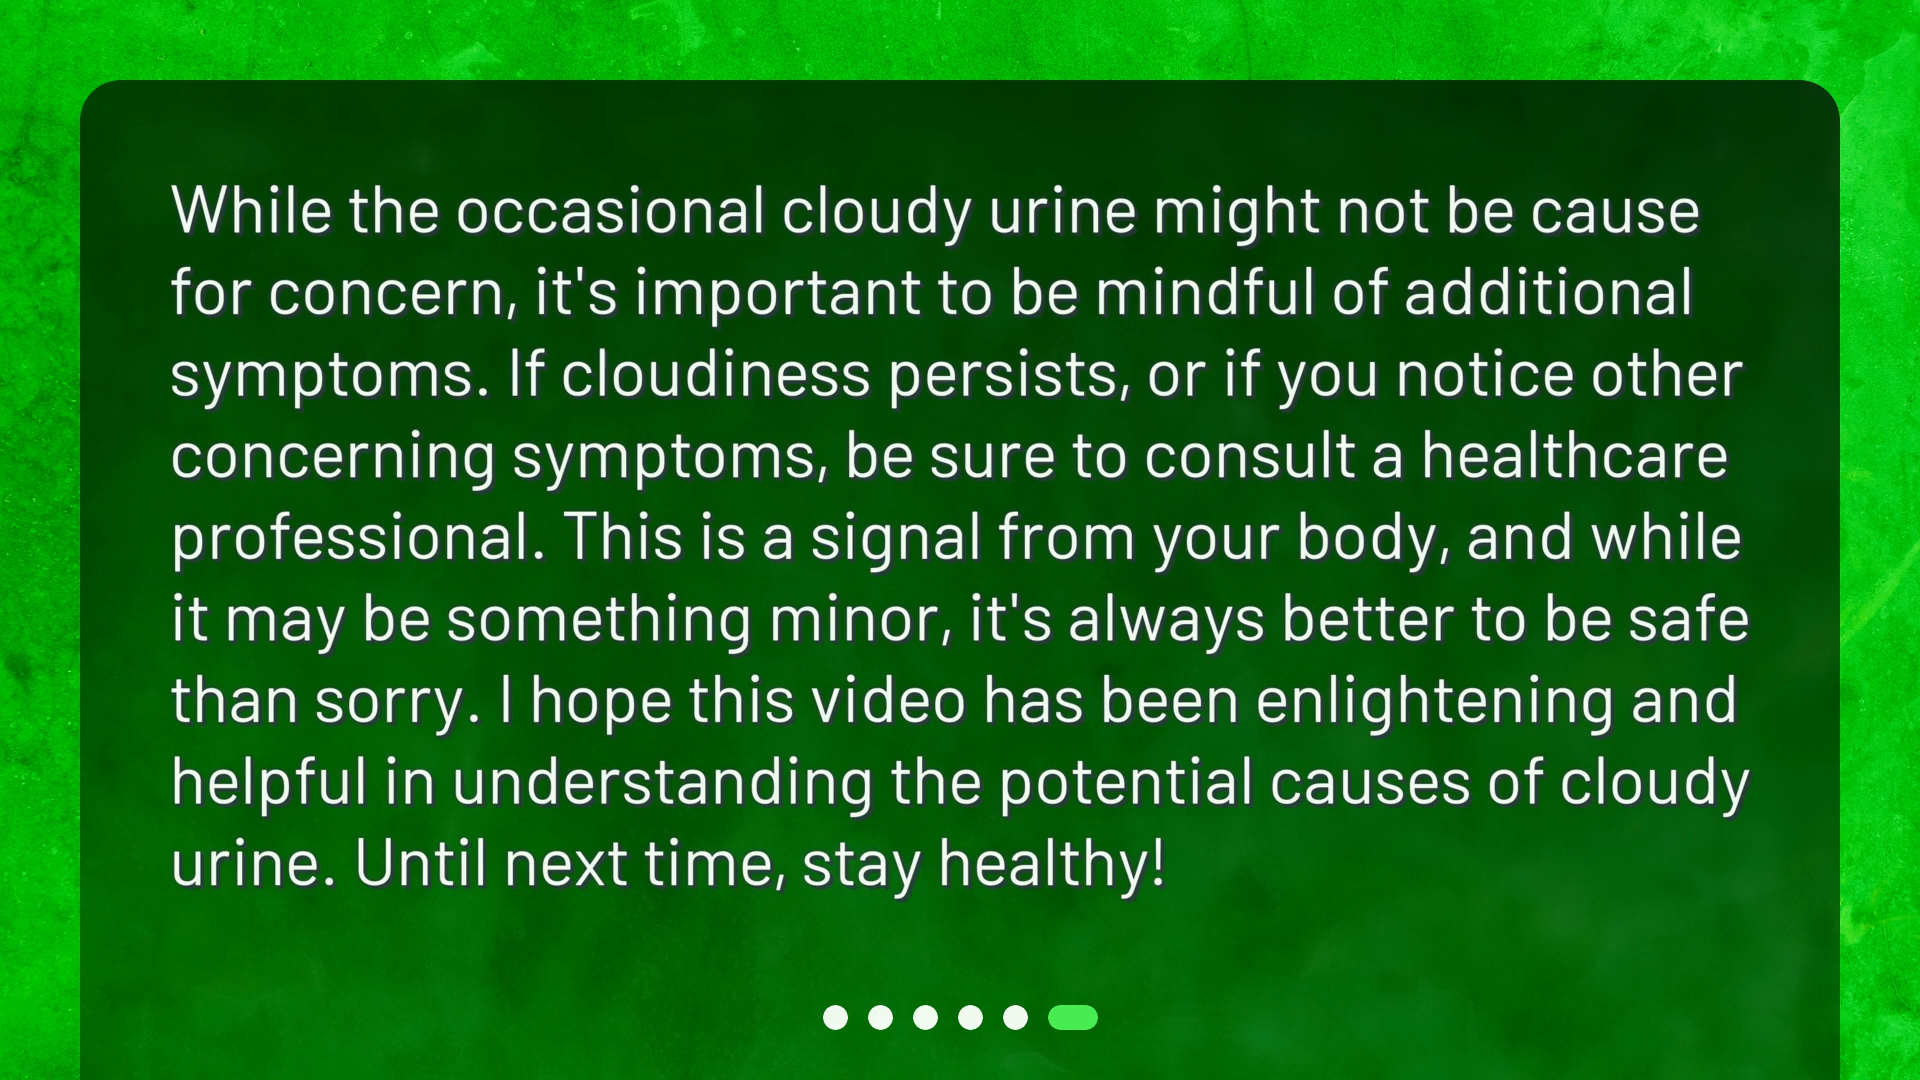 While the occasional cloudy urine might not be cause
for concern, it's important to be mindful of additional
symptoms. If cloudiness persists, or if you notice other
concerning symptoms, be sure to consult a healthcare
professional. This is a signal from your body, and while
it may be something minor, it's always better to be safe
than sorry. I hope this video has been enlightening and
helpful in understanding the potential causes of cloudy
urine. Until next time, stay healthy!